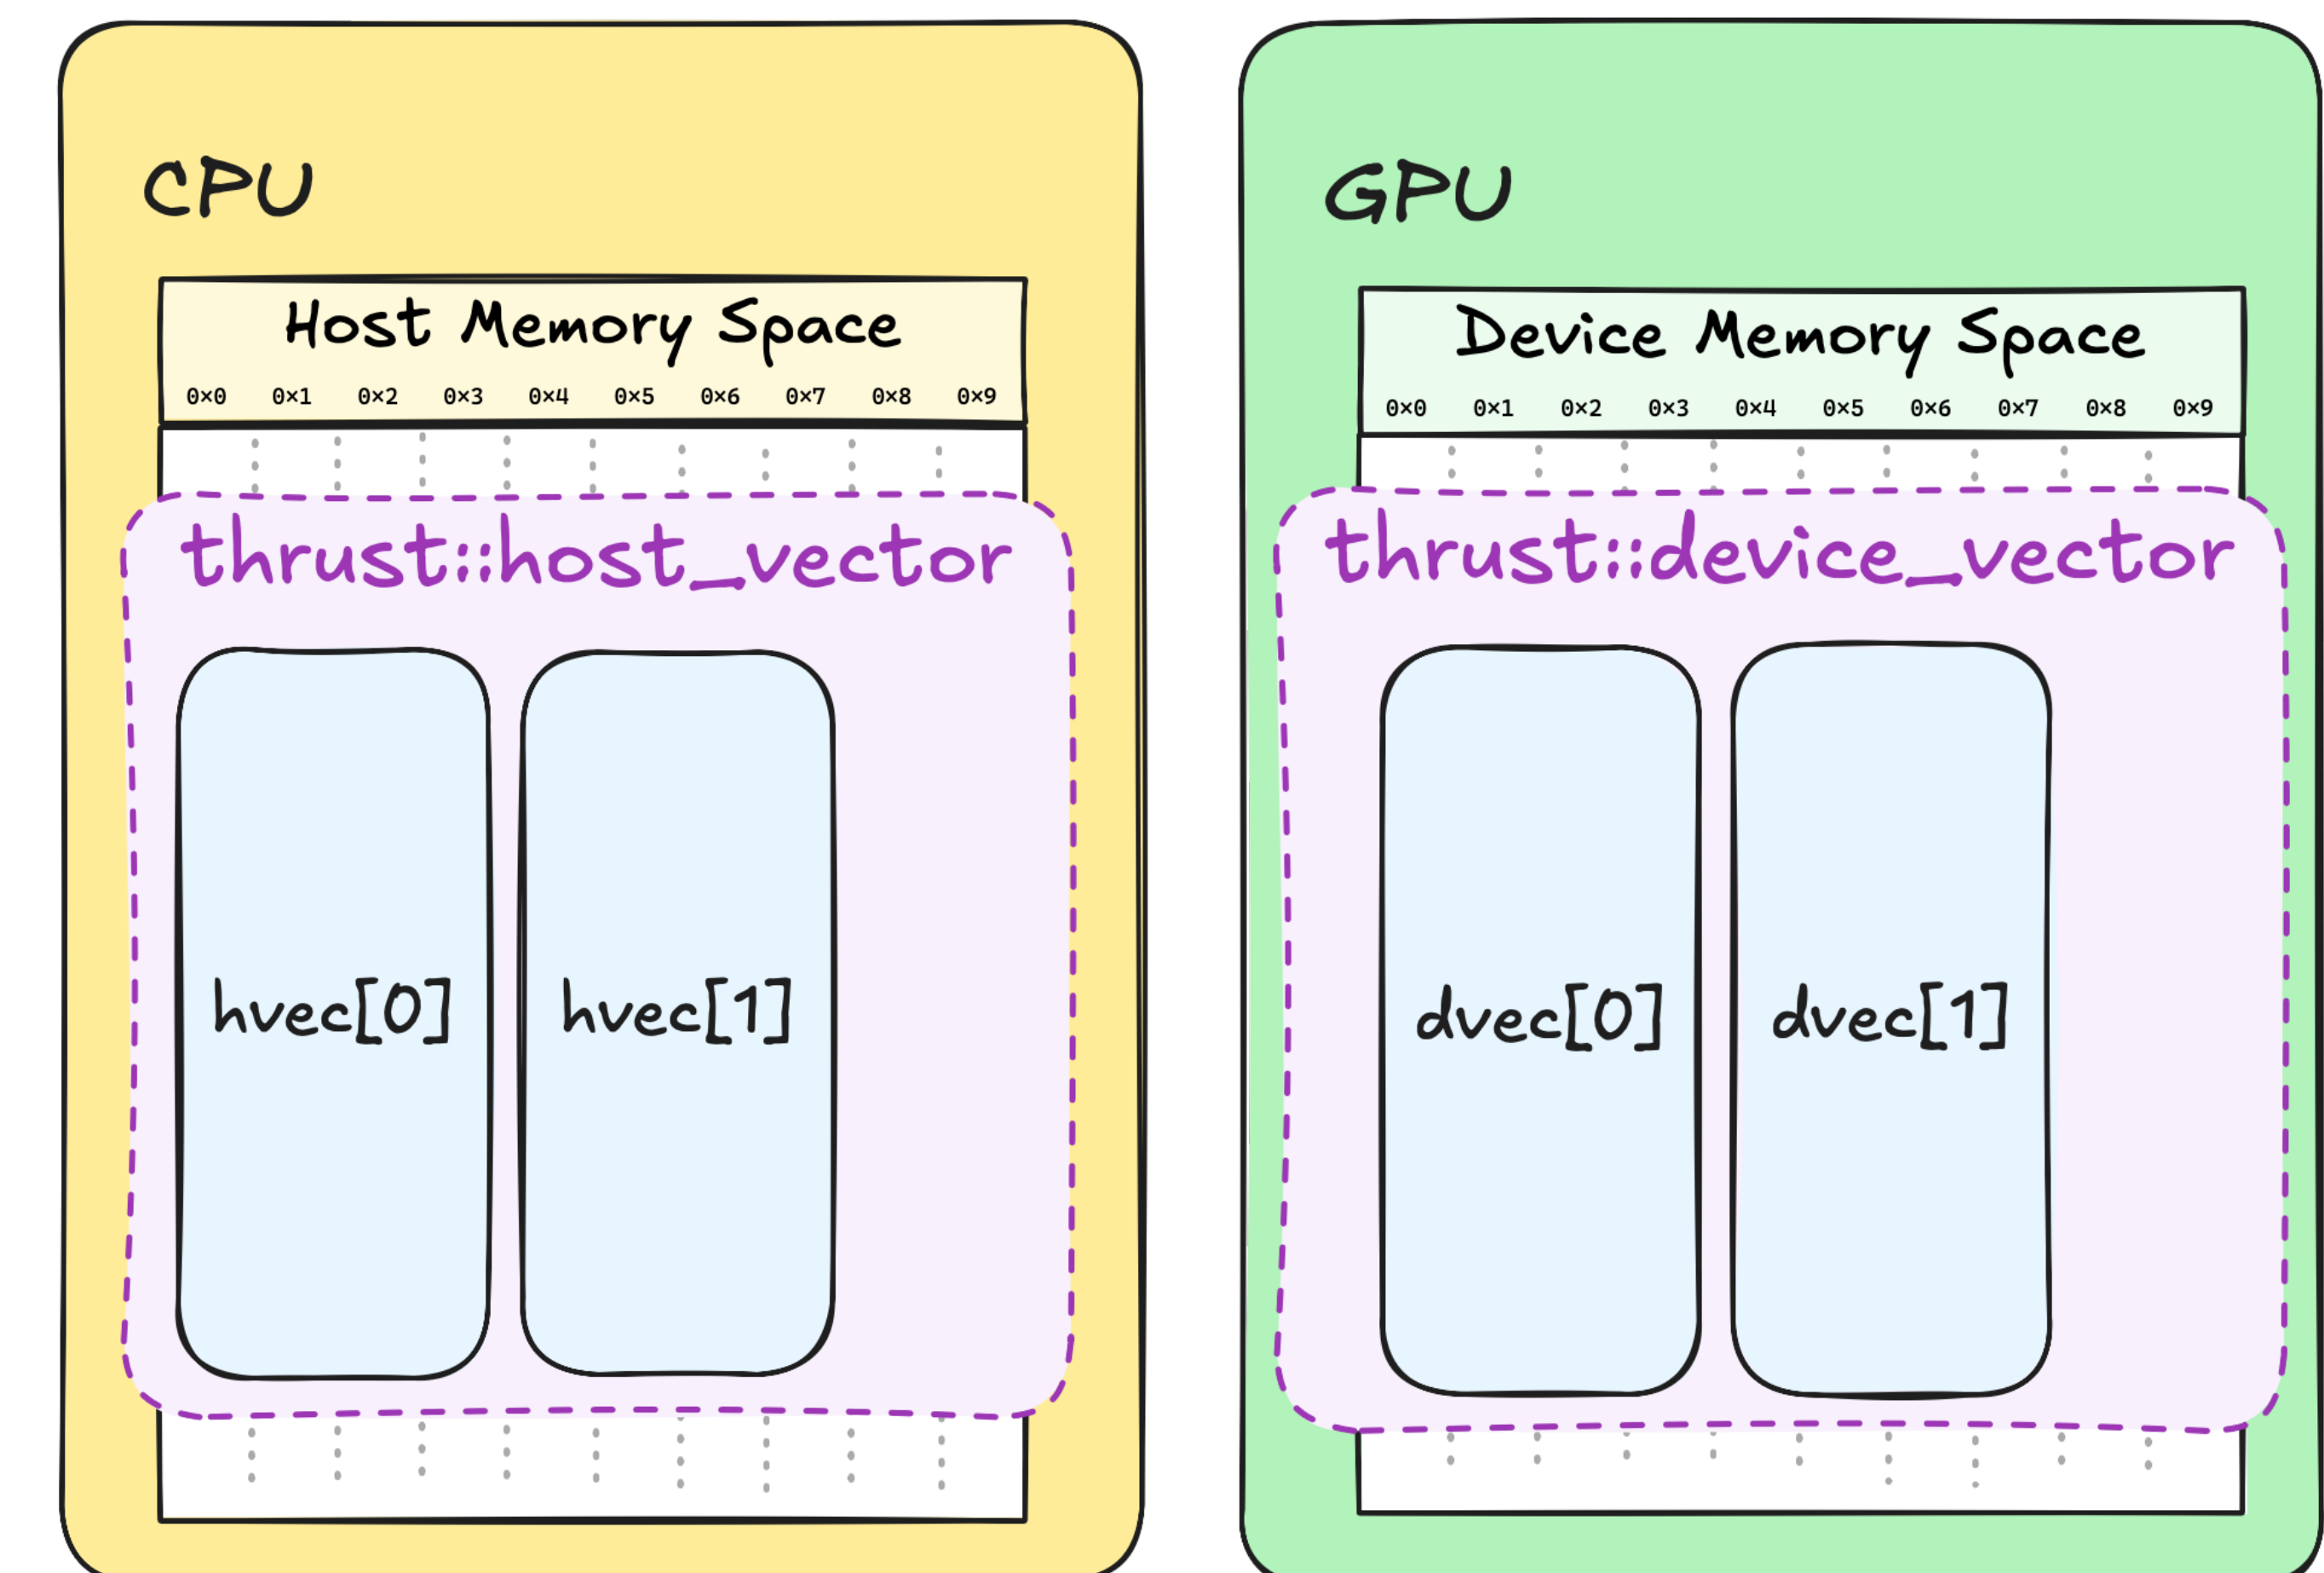 CPU
Host Memory Space
0x0 0x1 0x2 0x3 0x4 0x5 0x6 0x7 0x8 0x9
thrust::host_vector
hvec[0] hvec[1]
GPU
Device Memory Space
0x0 0x1 0x2 0x3 0x4 0x5 0x6 0x7 0x8 0x9
thrust::device_vector
dvec[0] dvec[1]